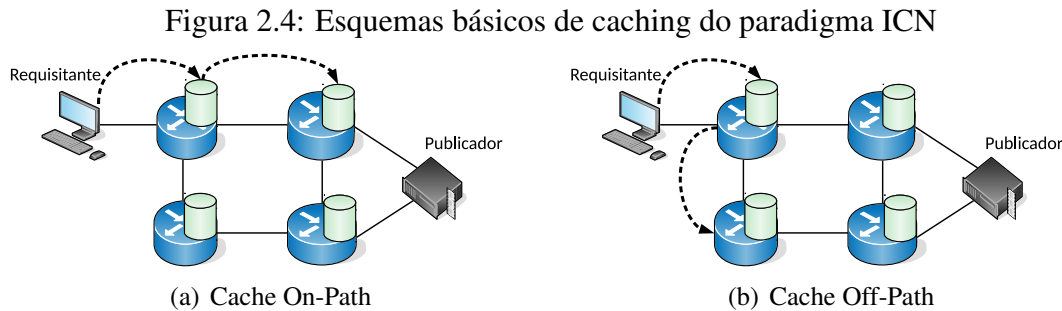 Figura 2.4: Esquemas básicos de caching do paradigma ICN
Requisitante
Publicador
(a) Cache On-Path
Requisitante
Publicador
(b) Cache Off-Path